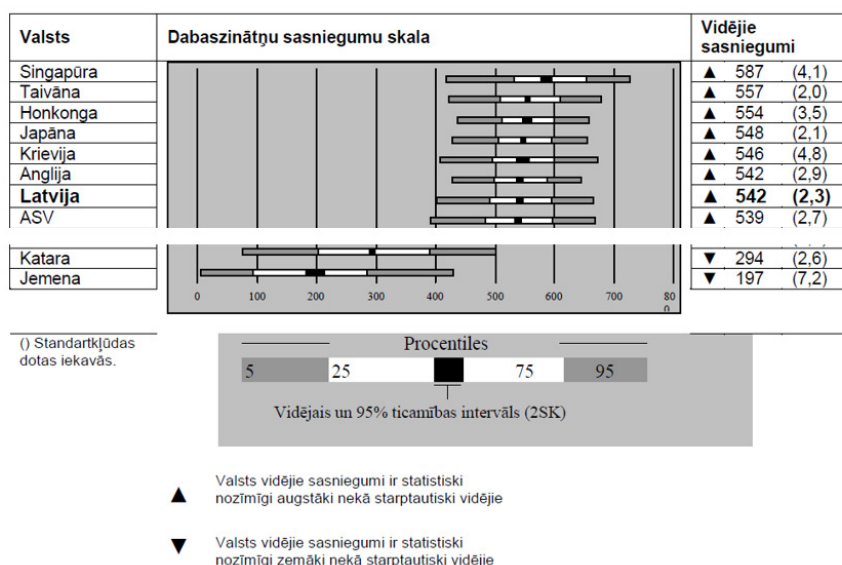 Valsts Dabaszinātņu sasniegumu skala Vidējie
sasniegumi
Singapūra ▲ 587 (4,1)
Taivāna ▲ 557 (2,0)
Honkonga ▲ 554 (3,5)
Japāna ▲ 548 (2,1)
Krievija ▲ 546 (4,8)
Anglija ▲ 542 (2,9)
Latvija ▲ 542 (2,3)
ASV ▲ 539 (2,7)
Katara ▼ 294 (2,6)
Jemena ▼ 197 (7,2)
0 100 200 300 400 500 600 700 80
0
() Standartkļūdas
dotas iekavās.
Procentiles
5 25 75 95
Vidējais un 95% ticamības intervāls (2SK)
▲ Valsts vidējie sasniegumi ir statistiski
nozīmīgi augstāki nekā starptautiski vidējie
▼ Valsts vidējie sasniegumi ir statistiski
nozīmīgi zemāki nekā starptautiski vidējie